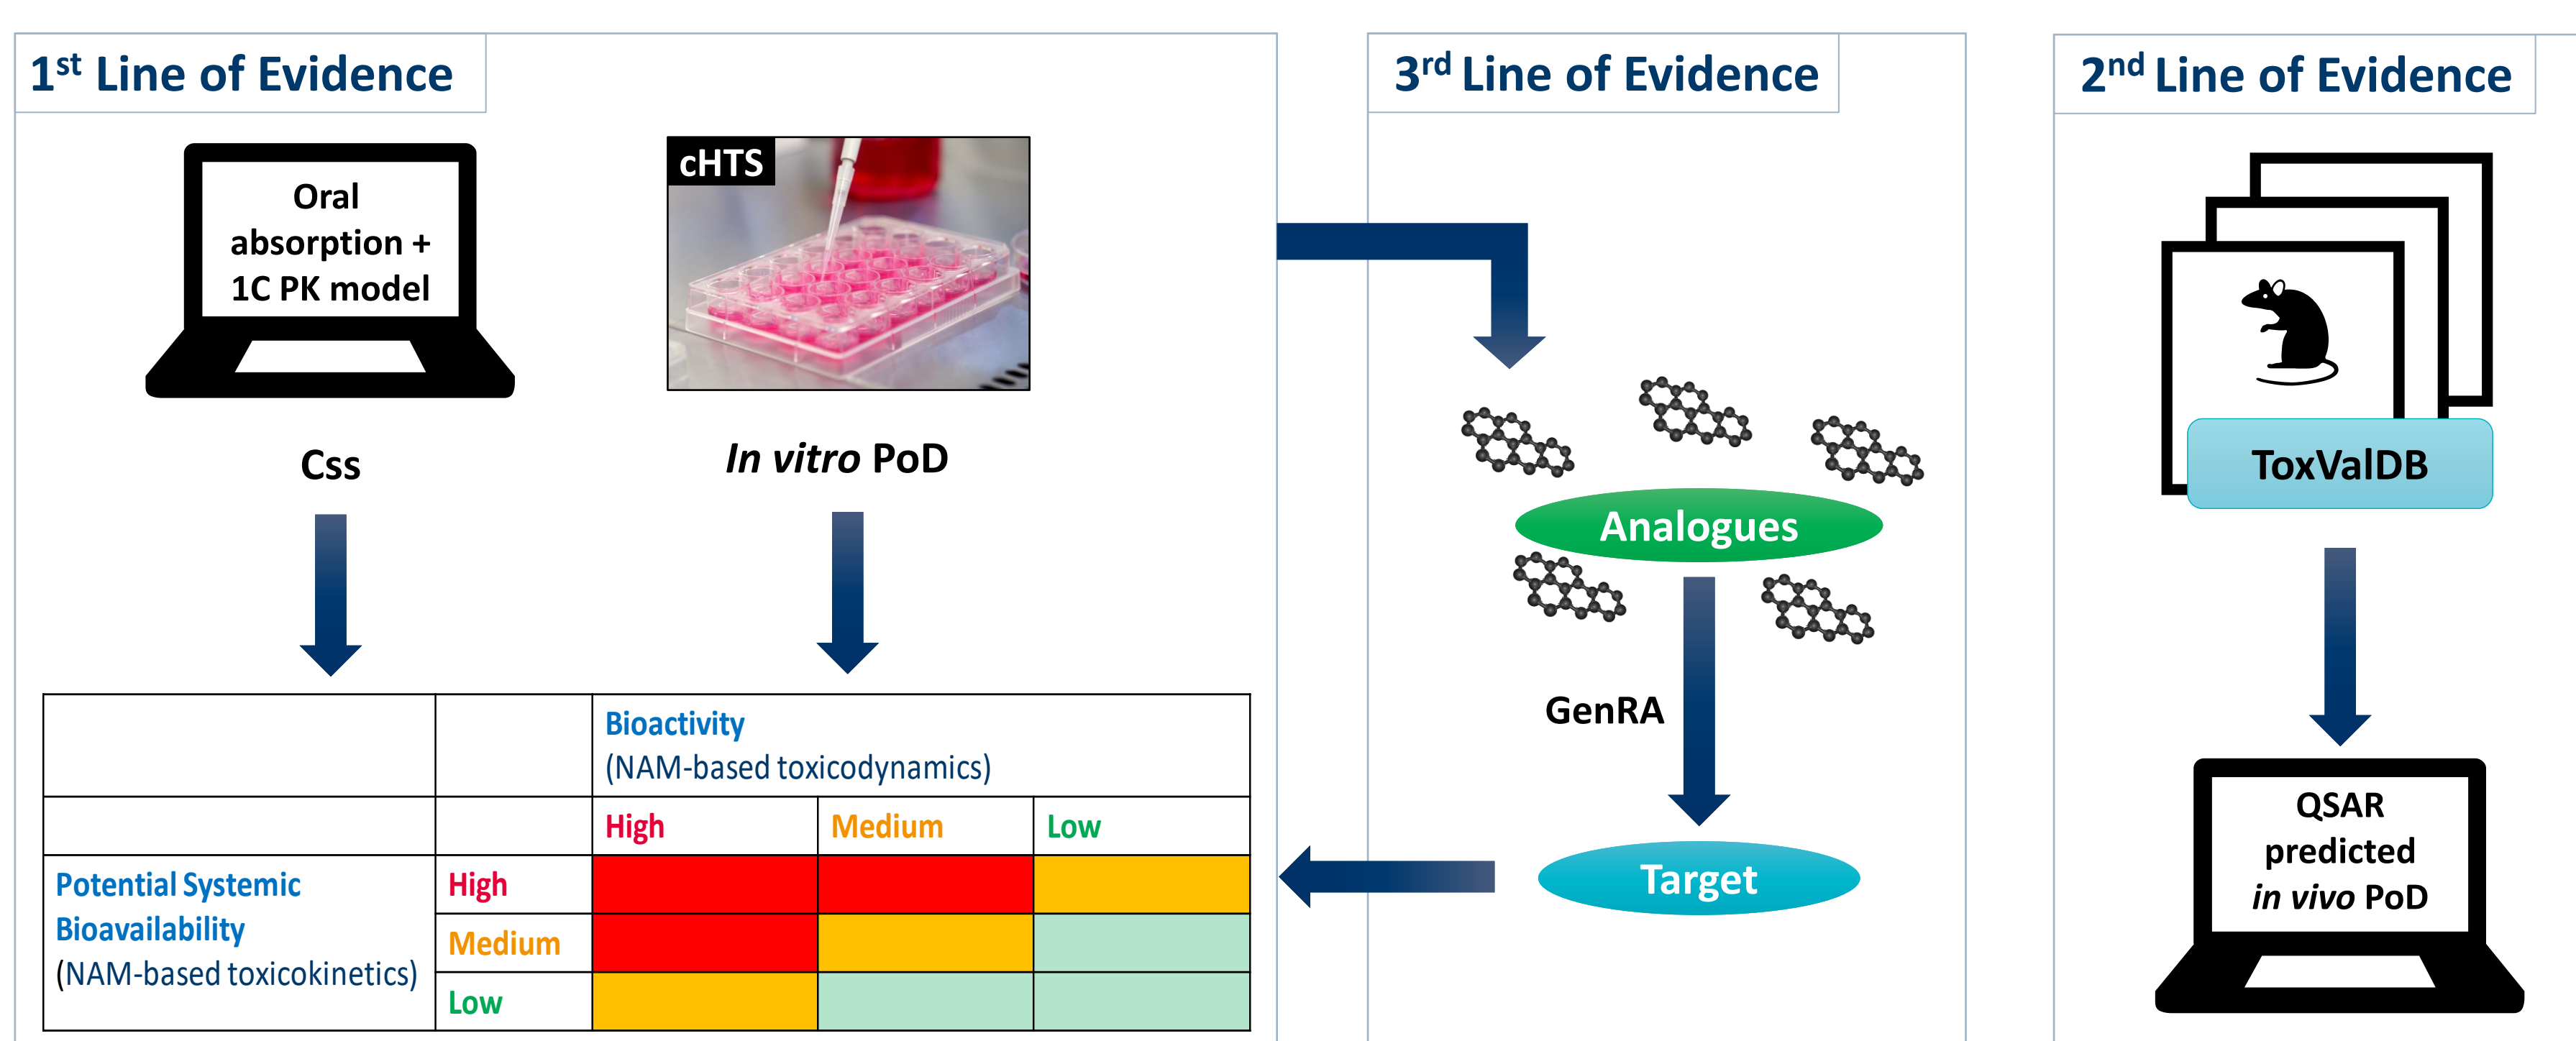 1st Line of Evidence
Oral
absorption +
1C PK model
cHTS
Css
In vitro PoD
Bioactivity
(NAM-based toxicodynamics)
High
Medium
Low
Potential Systemic
Bioavailability
(NAM-based toxicokinetics)
High
Medium
Low
3rd Line of Evidence
Analogues
GenRA
Target
2nd Line of Evidence
ToxValDB
QSAR
predicted
in vivo PoD